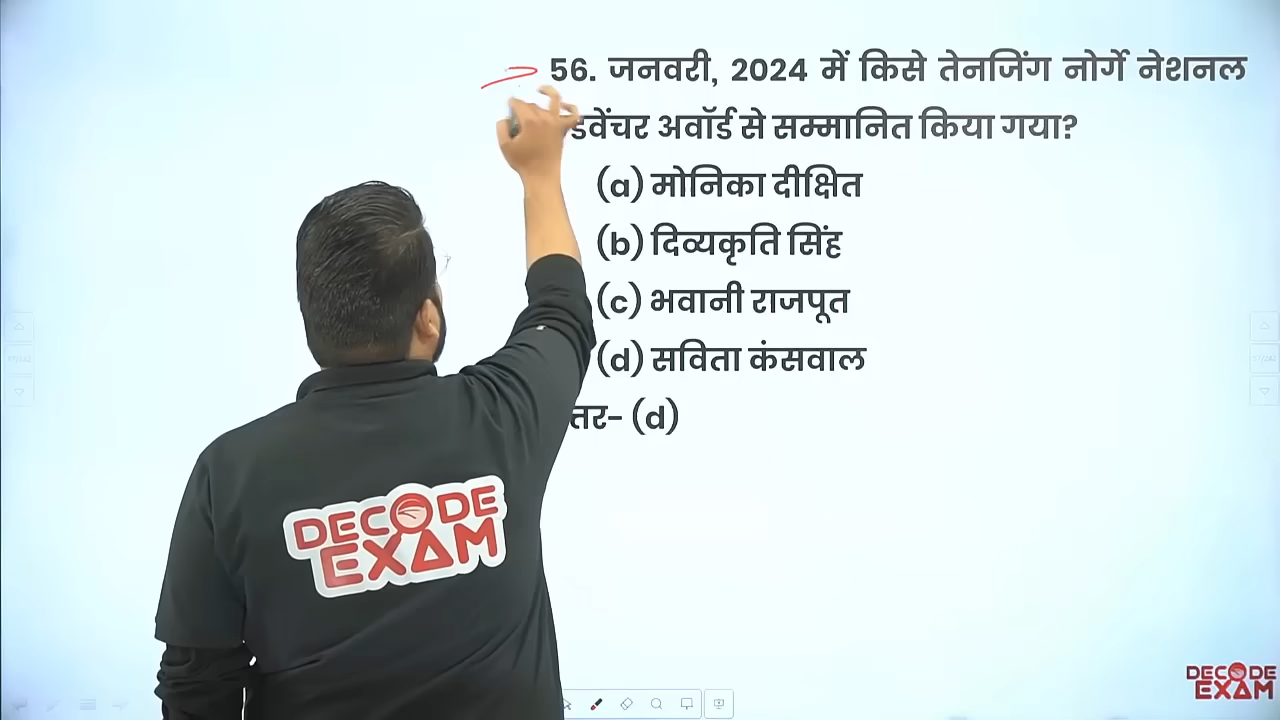 56. जनवरी, 2024 में किसे तेनजिंग नोर्गे नेशनल
डवेंचर अवॉर्ड से सम्मानित किया गया?
(a) मोनिका दीक्षित
(b) दिव्यकृति सिंह
(c) भवानी राजपूत
(d) सविता कंसवाल
तर- (d)
DECODE
EXAM
DECODE
EXAM